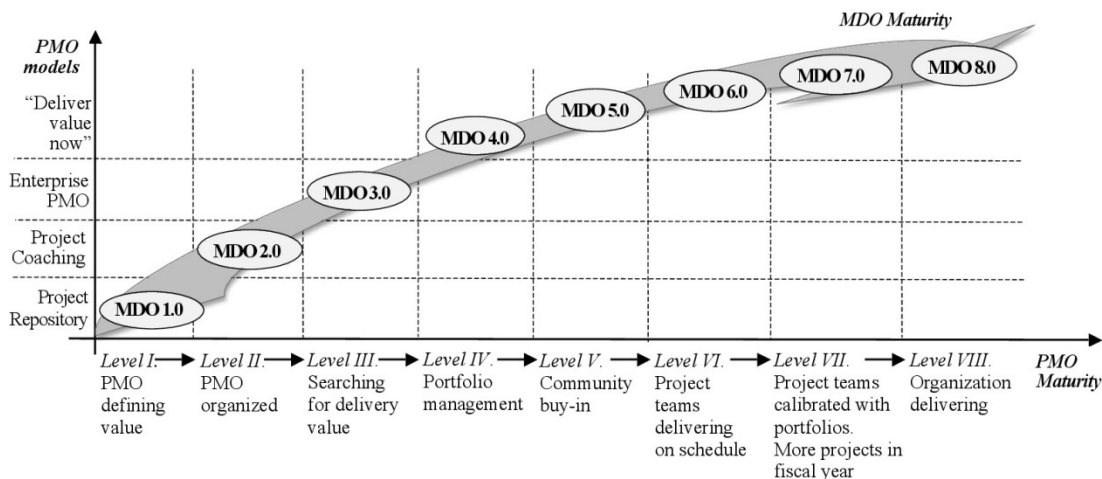 MDO Maturity
PMO
models
“Deliver
value
now”
Enterprise
PMO
Project
Coaching
Project
Repository
MDO 1.0
MDO 2.0
MDO 3.0
MDO 4.0
MDO 5.0
MDO 6.0
MDO 7.0
MDO 8.0
Level I.
PMO
defining
value
Level II.
PMO
organized
Level III.
Searching
for delivery
value
Level IV.
Portfolio
management
Level V.
Community
buy-in
Level VI.
Project
teams
delivering
on schedule
Level VII.
Project teams
calibrated with
portfolios.
More projects in
fiscal year
Level VIII.
Organization
delivering
PMO
Maturity